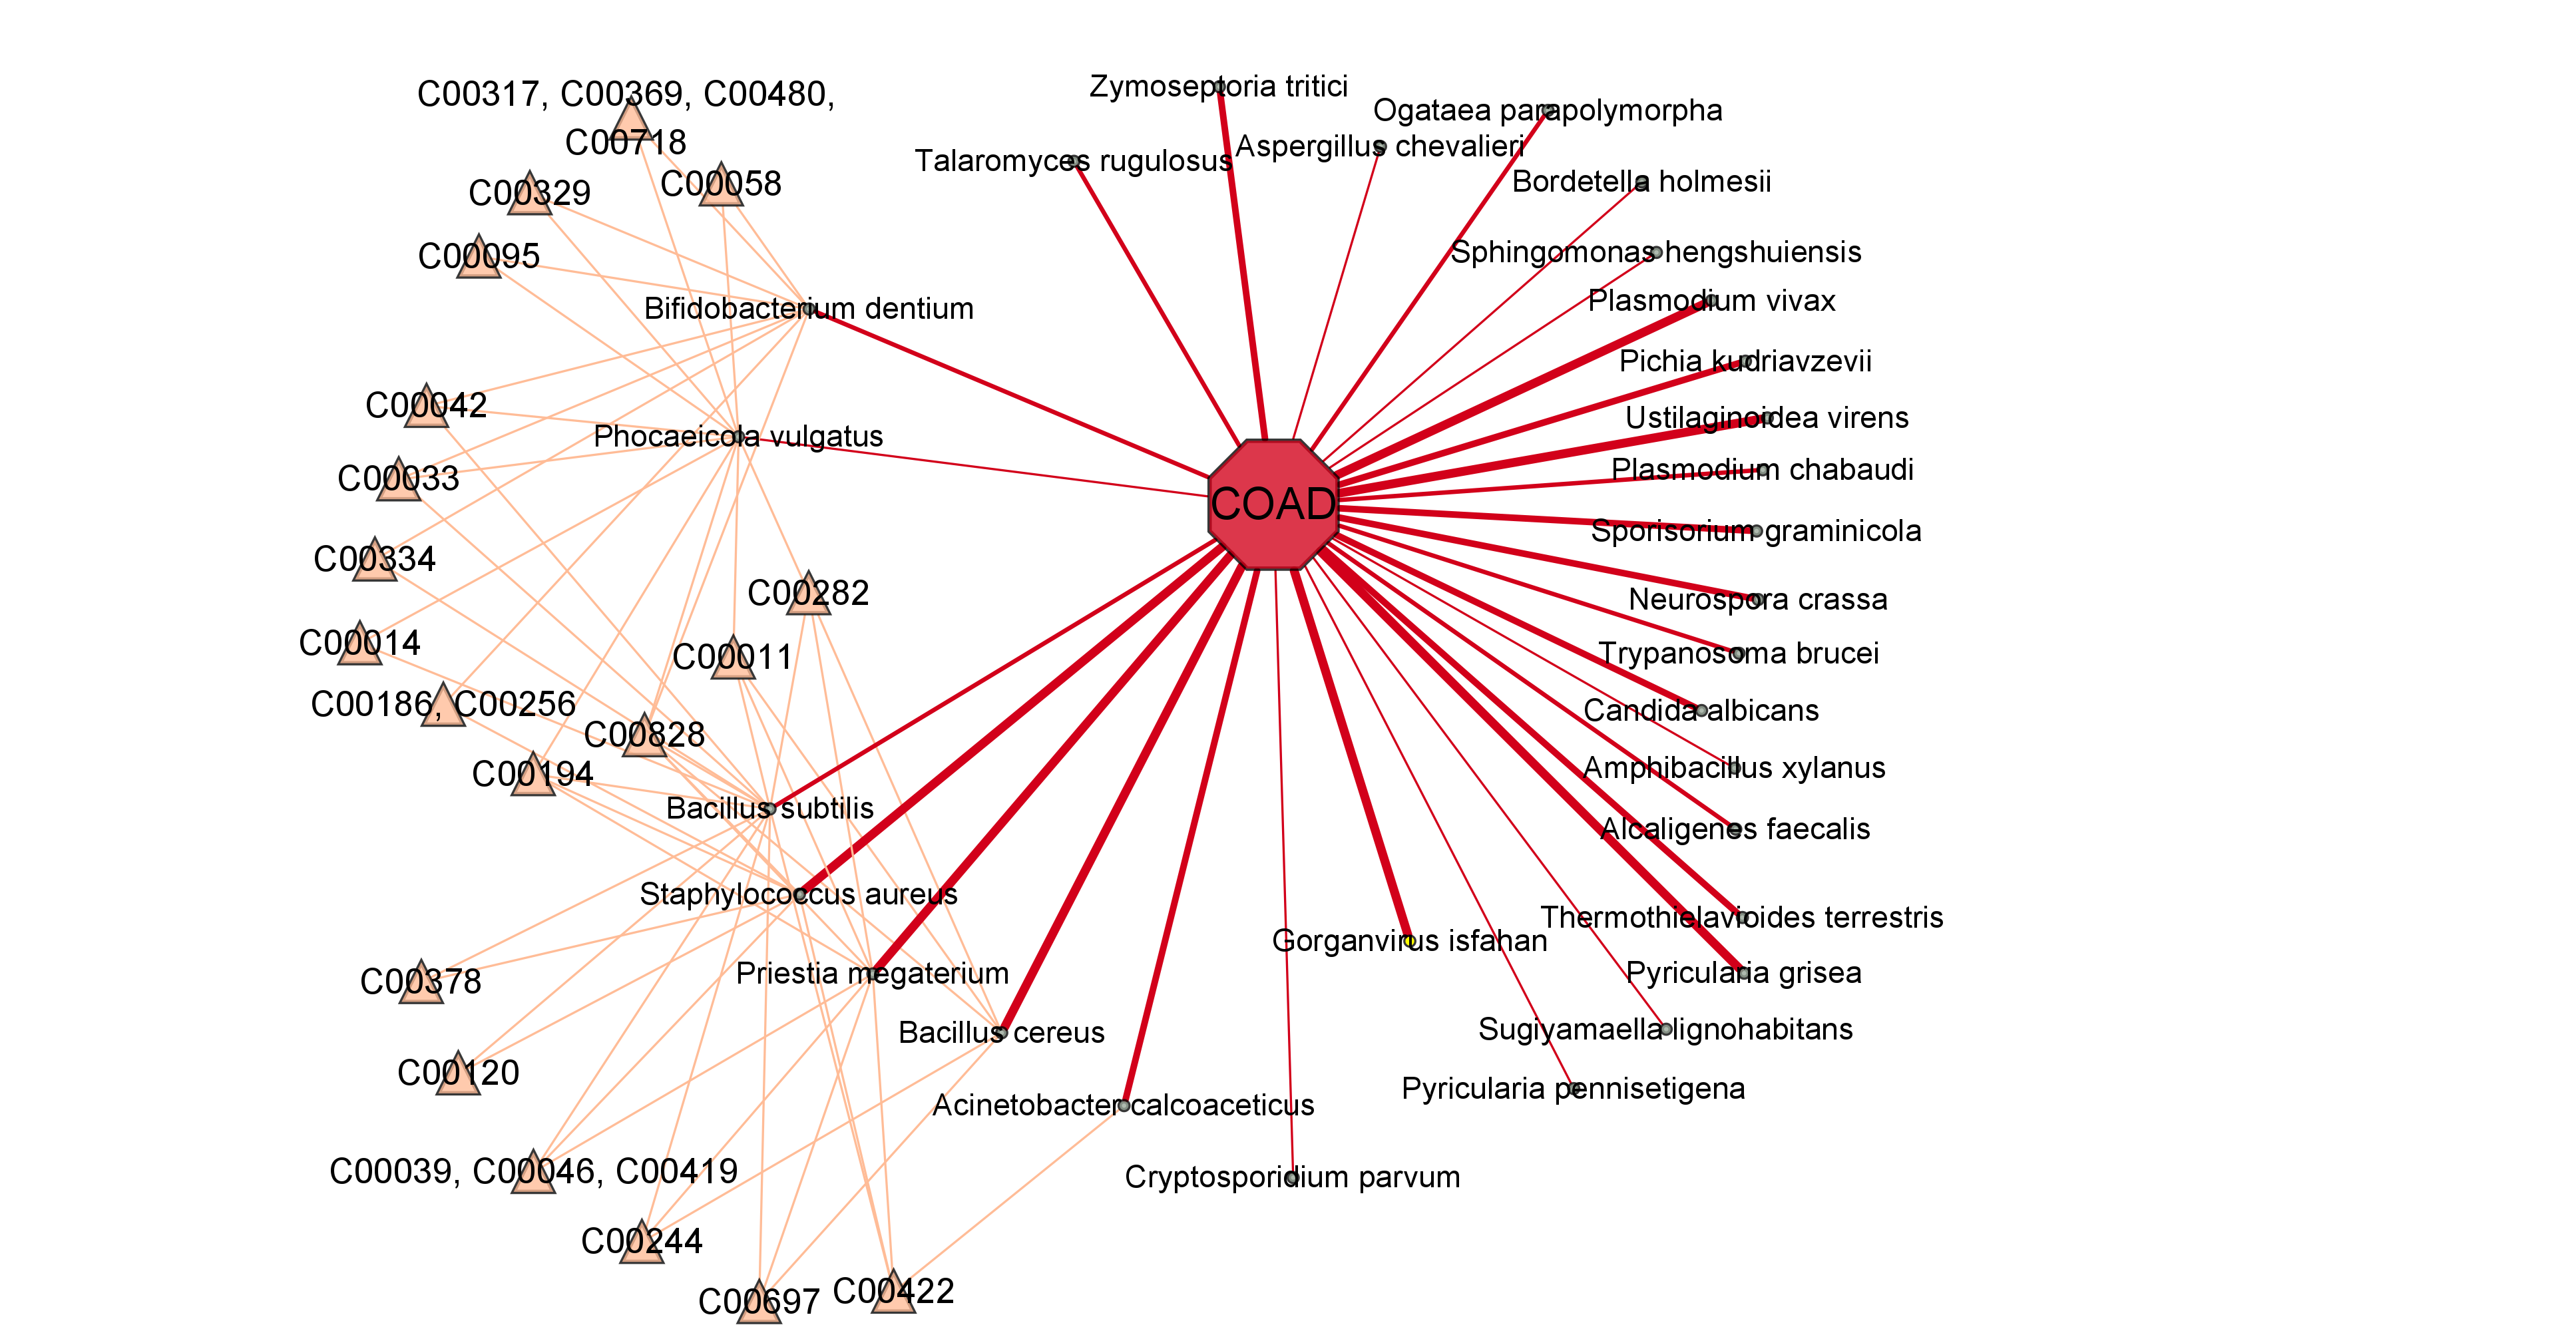 C00317, C00369, C00480,
C00718
C00329
C00058
C00095
Bifidobacterium dentium
C00042
Phocaeicola vulgatus
C00033
C00334
C00282
C00014
C00011
C00186, C00256
C00828
C00194
Bacillus subtilis
Staphylococcus aureus
C00378
Priestia megaterium
Bacillus cereus
C00120
Acinetobacter calcoaceticus
C00039, C00046, C00419
Cryptosporidium parvum
C00244
C00697
C00422
COAD
Zymoseptoria tritici
Talaromyces rugulosus
Aspergillus chevalieri
Ogataea parapolymorpha
Bordetella holmesii
Sphingomonas hengshuiensis
Plasmodium vivax
Pichia kudriavzevii
Ustilaginoidea virens
Plasmodium chabaudi
Sporisorium graminicola
Neurospora crassa
Trypanosoma brucei
Candida albicans
Amphibacillus xylanus
Alcaligenes faecalis
Thermothielavioides terrestris
Gorganvirus isfahan
Pyricularia grisea
Sugiyamaella lignohabitans
Pyricularia pennisetigena